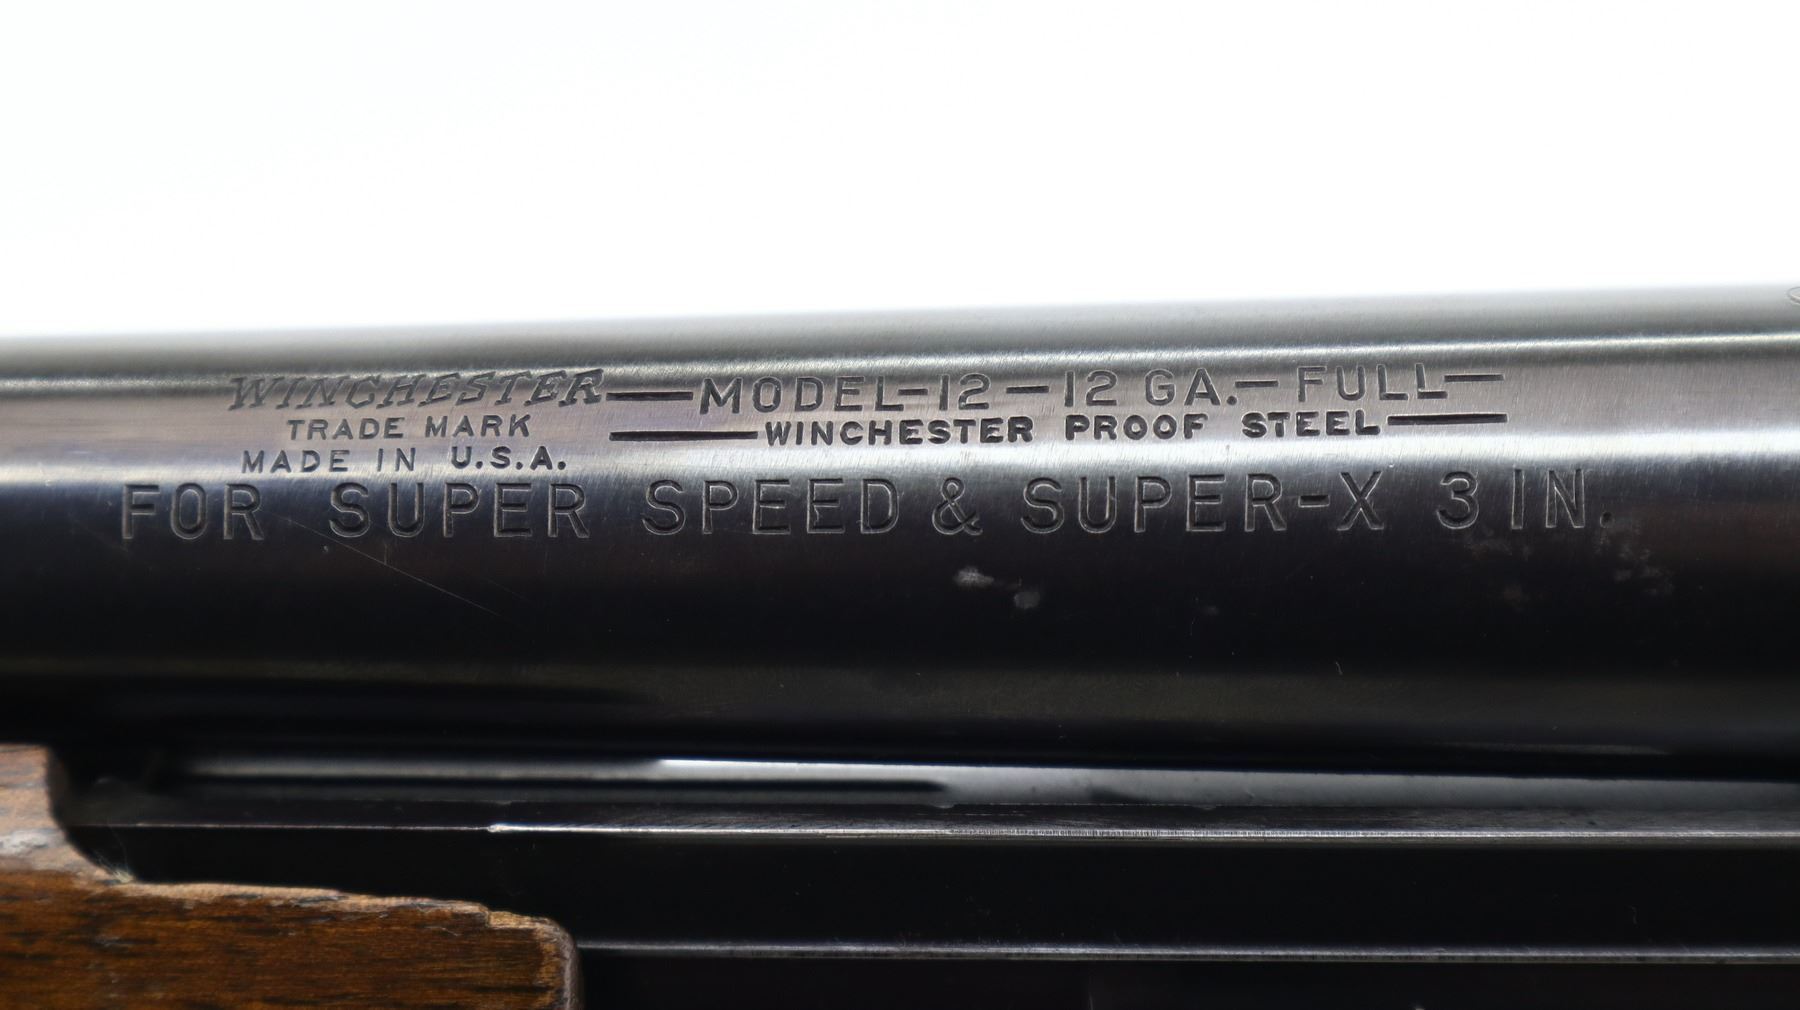 WINCHESTER—MODEL-12—12 GA.—FULL—
TRADE MARK —WINCHESTER PROOF STEEL—
MADE IN U.S.A.
FOR SUPER SPEED & SUPER-X 3 IN.